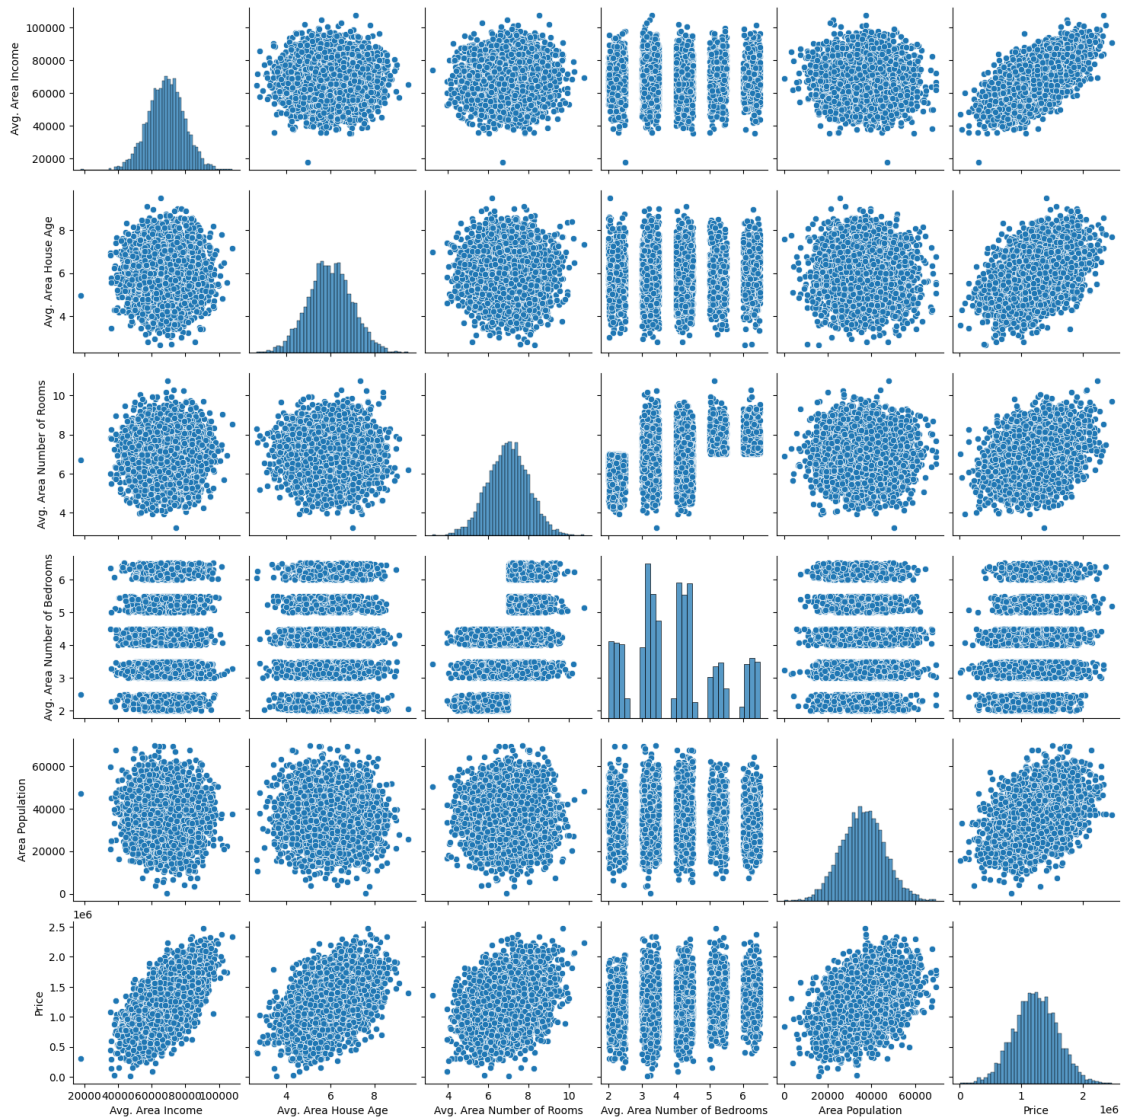 100000
80000
60000
40000
20000
Avg. Area Income
8
6
4
Avg. Area House Age
10
8
6
4
Avg. Area Number of Rooms
6
5
4
3
2
Avg. Area Number of Bedrooms
60000
40000
20000
0
Area Population
1e6
2.5
2.0
1.5
1.0
0.5
0.0
Price
20000 40000 60000 80000 100000
Avg. Area Income
4 6 8
Avg. Area House Age
4 6 8 10
Avg. Area Number of Rooms
2 3 4 5 6
Avg. Area Number of Bedrooms
0 20000 40000 60000
Area Population
0 1 2
1e6
Price